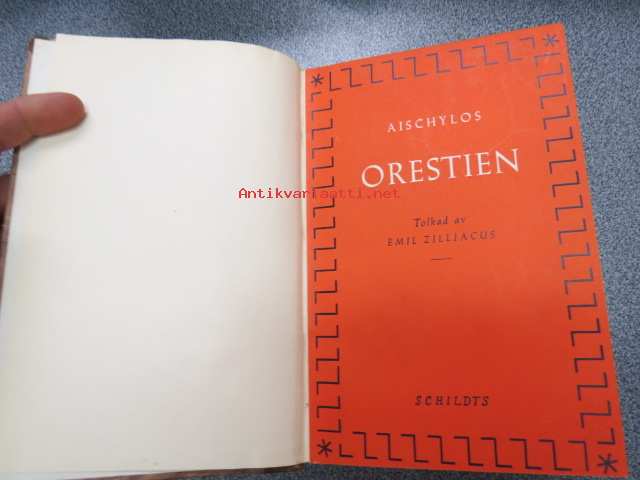 AISCHYLOS
ORESTIEN
Antikvariaatti.net
Tolkad av
EMIL ZILLIACUS
SCHILDTS